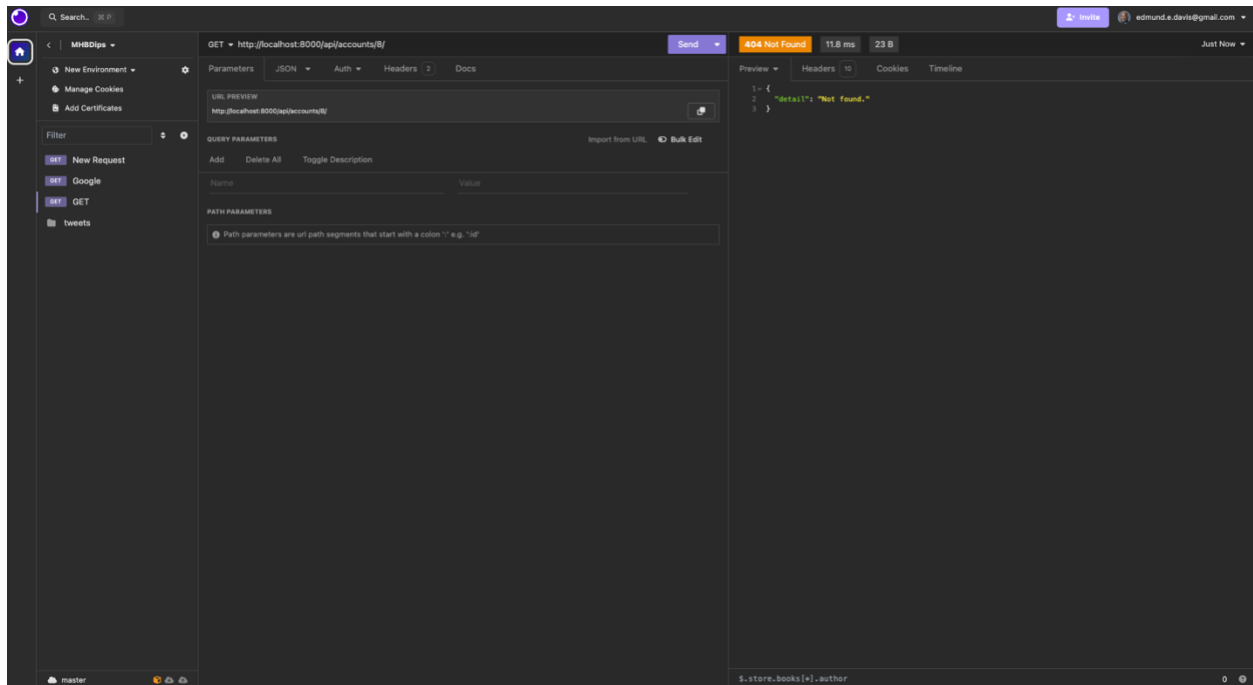 Search.. ⌘ P
Invite
edmund.e.davis@gmail.com
MHBDips
New Environment
Manage Cookies
Add Certificates
Filter
GET New Request
GET Google
GET GET
tweets
master
GET http://localhost:8000/api/accounts/8/
Send
Parameters JSON Auth Headers 2 Docs
URL PREVIEW
http://localhost:8000/api/accounts/8/
QUERY PARAMETERS
Import from URL Bulk Edit
Add Delete All Toggle Description
Name Value
PATH PARAMETERS
Path parameters are url path segments that start with a colon ':' e.g. ':id'
404 Not Found 11.8 ms 23 B
Just Now
Preview Headers 10 Cookies Timeline
1 {
2 "detail": "Not found."
3 }
$.store.books[*].author
0